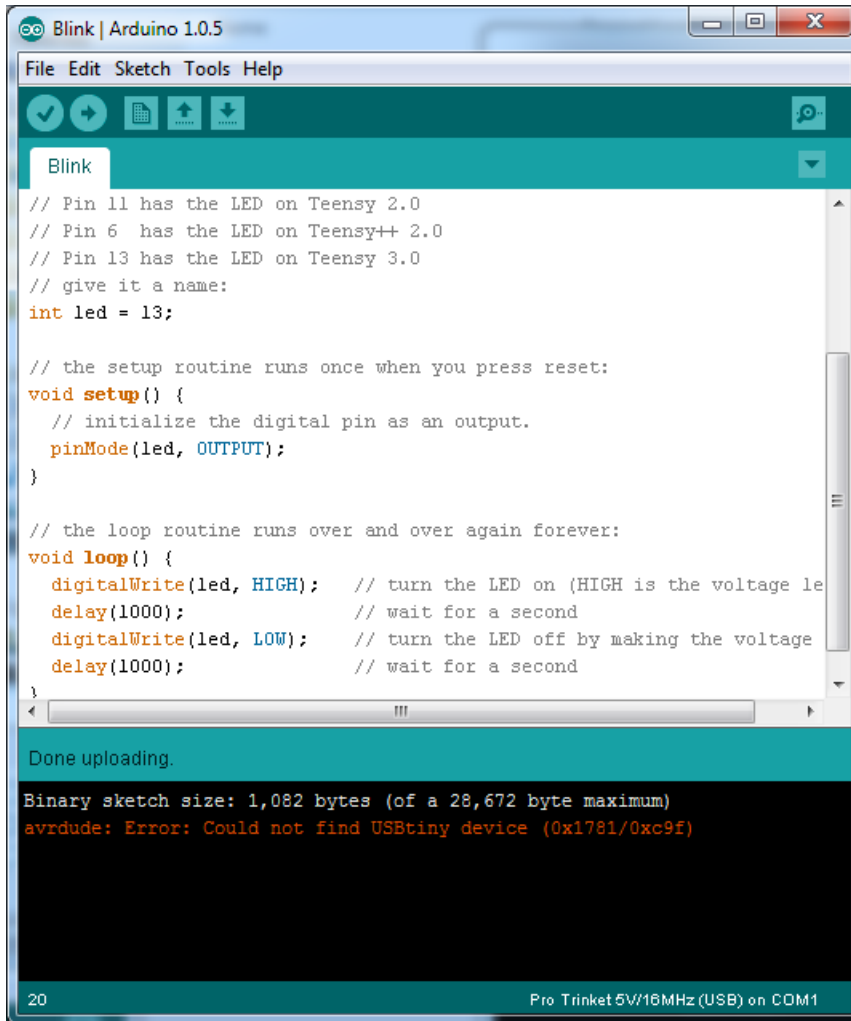 Blink | Arduino 1.0.5
File Edit Sketch Tools Help
Blink
// Pin 11 has the LED on Teensy 2.0
// Pin 6  has the LED on Teensy++ 2.0
// Pin 13 has the LED on Teensy 3.0
// give it a name:
int led = 13;
// the setup routine runs once when you press reset:
void setup() {
  // initialize the digital pin as an output.
  pinMode(led, OUTPUT);
}
// the loop routine runs over and over again forever:
void loop() {
  digitalWrite(led, HIGH);   // turn the LED on (HIGH is the voltage le
  delay(1000);               // wait for a second
  digitalWrite(led, LOW);    // turn the LED off by making the voltage
  delay(1000);               // wait for a second
}
Done uploading.
Binary sketch size: 1,082 bytes (of a 28,672 byte maximum)
avrdude: Error: Could not find USBtiny device (0x1781/0xc9f)
20 Pro Trinket 5V/16MHz (USB) on COM1